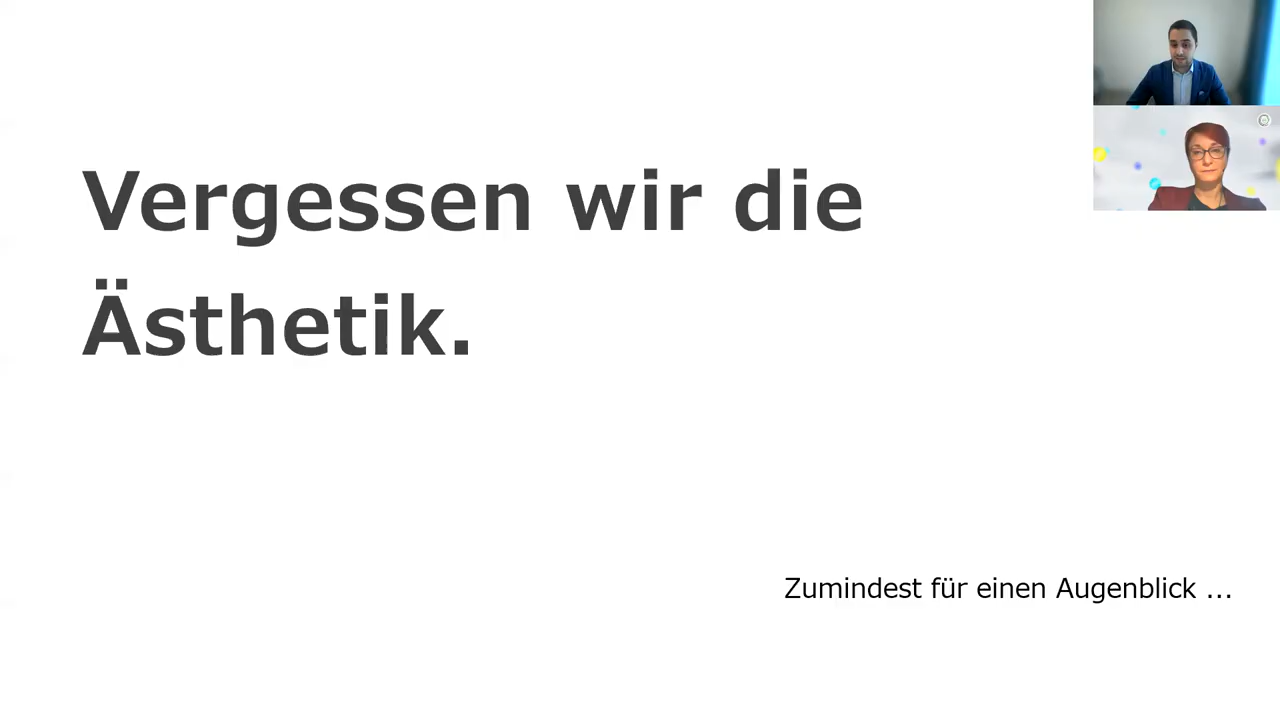 Vergessen wir die
Ästhetik.
Zumindest für einen Augenblick ...